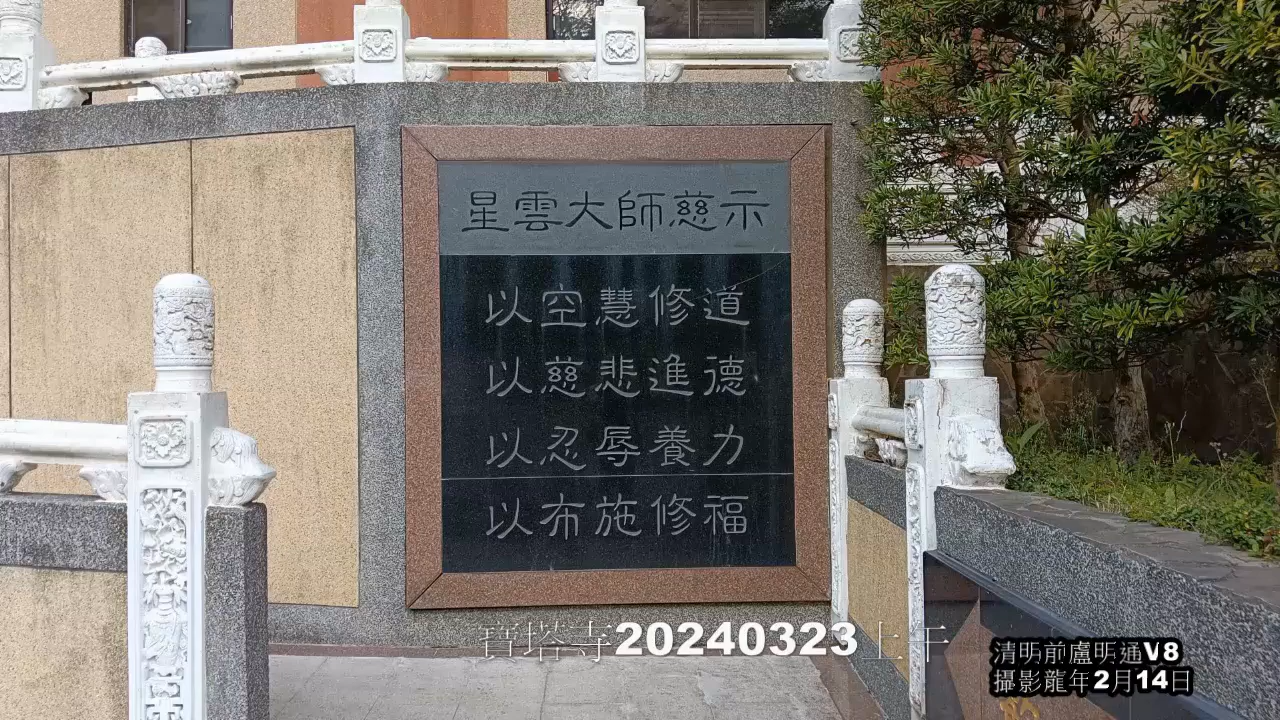 星雲大師慈示
以空慧修道
以慈悲進德
以忍辱養力
以布施修福
寶塔寺20240323上午
清明前盧明通V8
攝影龍年2月14日